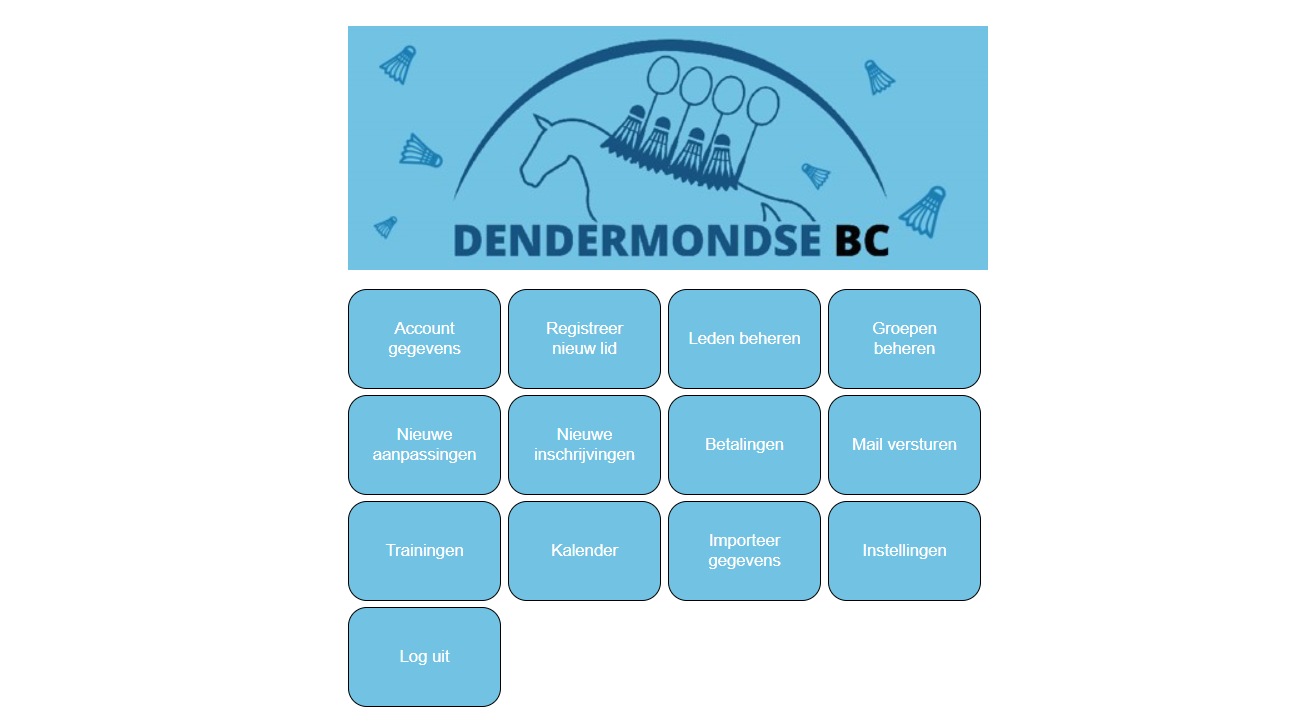 DENDERMONDSE BC
Account
gegevens
Registreer
nieuw lid
Leden beheren
Groepen
beheren
Nieuwe
aanpassingen
Nieuwe
inschrijvingen
Betalingen
Mail versturen
Trainingen
Kalender
Importeer
gegevens
Instellingen
Log uit